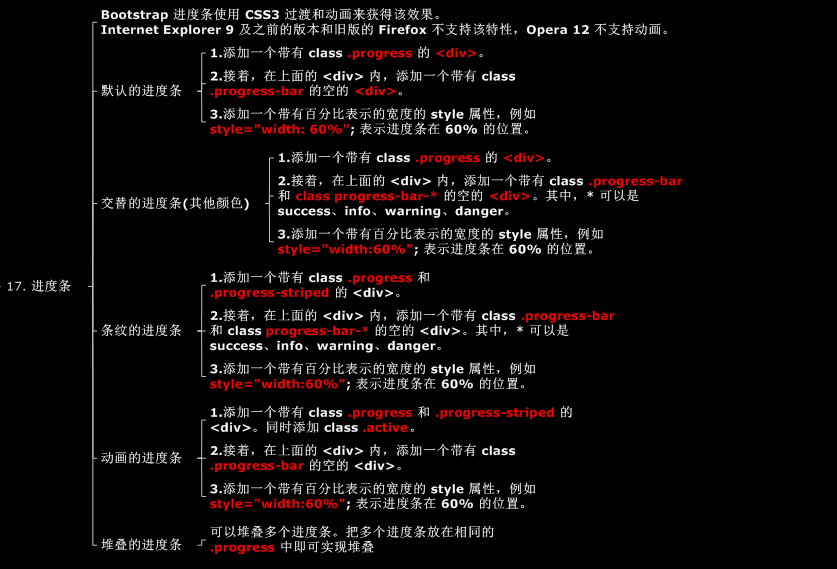 Bootstrap 进度条使用 CSS3 过渡和动画来获得该效果。
Internet Explorer 9 及之前的版本和旧版的 Firefox 不支持该特性，Opera 12 不支持动画。
17. 进度条
默认的进度条
1.添加一个带有 class .progress 的 <div>。
2.接着，在上面的 <div> 内，添加一个带有 class
.progress-bar 的空的 <div>。
3.添加一个带有百分比表示的宽度的 style 属性，例如
style="width: 60%"; 表示进度条在 60% 的位置。
交替的进度条(其他颜色)
1.添加一个带有 class .progress 的 <div>。
2.接着，在上面的 <div> 内，添加一个带有 class .progress-bar
和 class progress-bar-* 的空的 <div>。其中，* 可以是
success、info、warning、danger。
3.添加一个带有百分比表示的宽度的 style 属性，例如
style="width:60%"; 表示进度条在 60% 的位置。
条纹的进度条
1.添加一个带有 class .progress 和
.progress-striped 的 <div>。
2.接着，在上面的 <div> 内，添加一个带有 class .progress-bar
和 class progress-bar-* 的空的 <div>。其中，* 可以是
success、info、warning、danger。
3.添加一个带有百分比表示的宽度的 style 属性，例如
style="width:60%"; 表示进度条在 60% 的位置。
动画的进度条
1.添加一个带有 class .progress 和 .progress-striped 的
<div>。同时添加 class .active。
2.接着，在上面的 <div> 内，添加一个带有 class
.progress-bar 的空的 <div>。
3.添加一个带有百分比表示的宽度的 style 属性，例如
style="width:60%"; 表示进度条在 60% 的位置。
堆叠的进度条
可以堆叠多个进度条。把多个进度条放在相同的
.progress 中即可实现堆叠